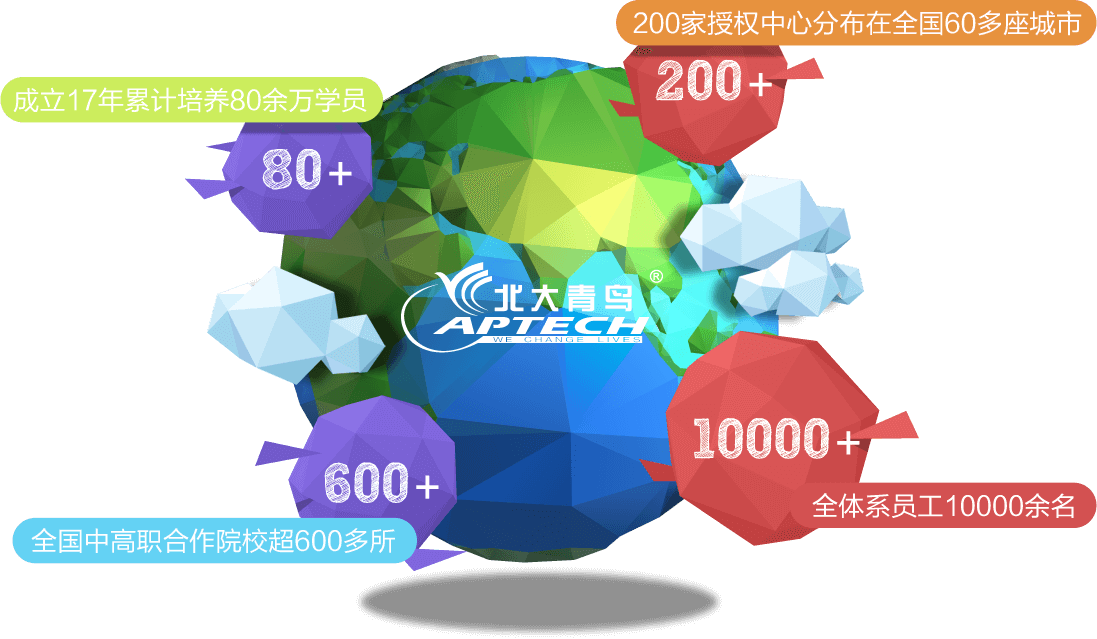 200家授权中心分布在全国60多座城市
200+
成立17年累计培养80余万学员
80+
北大青鸟®
APTECH
WE CHANGE LIVES
10000+
全体系员工10000余名
600+
全国中高职合作院校超600多所